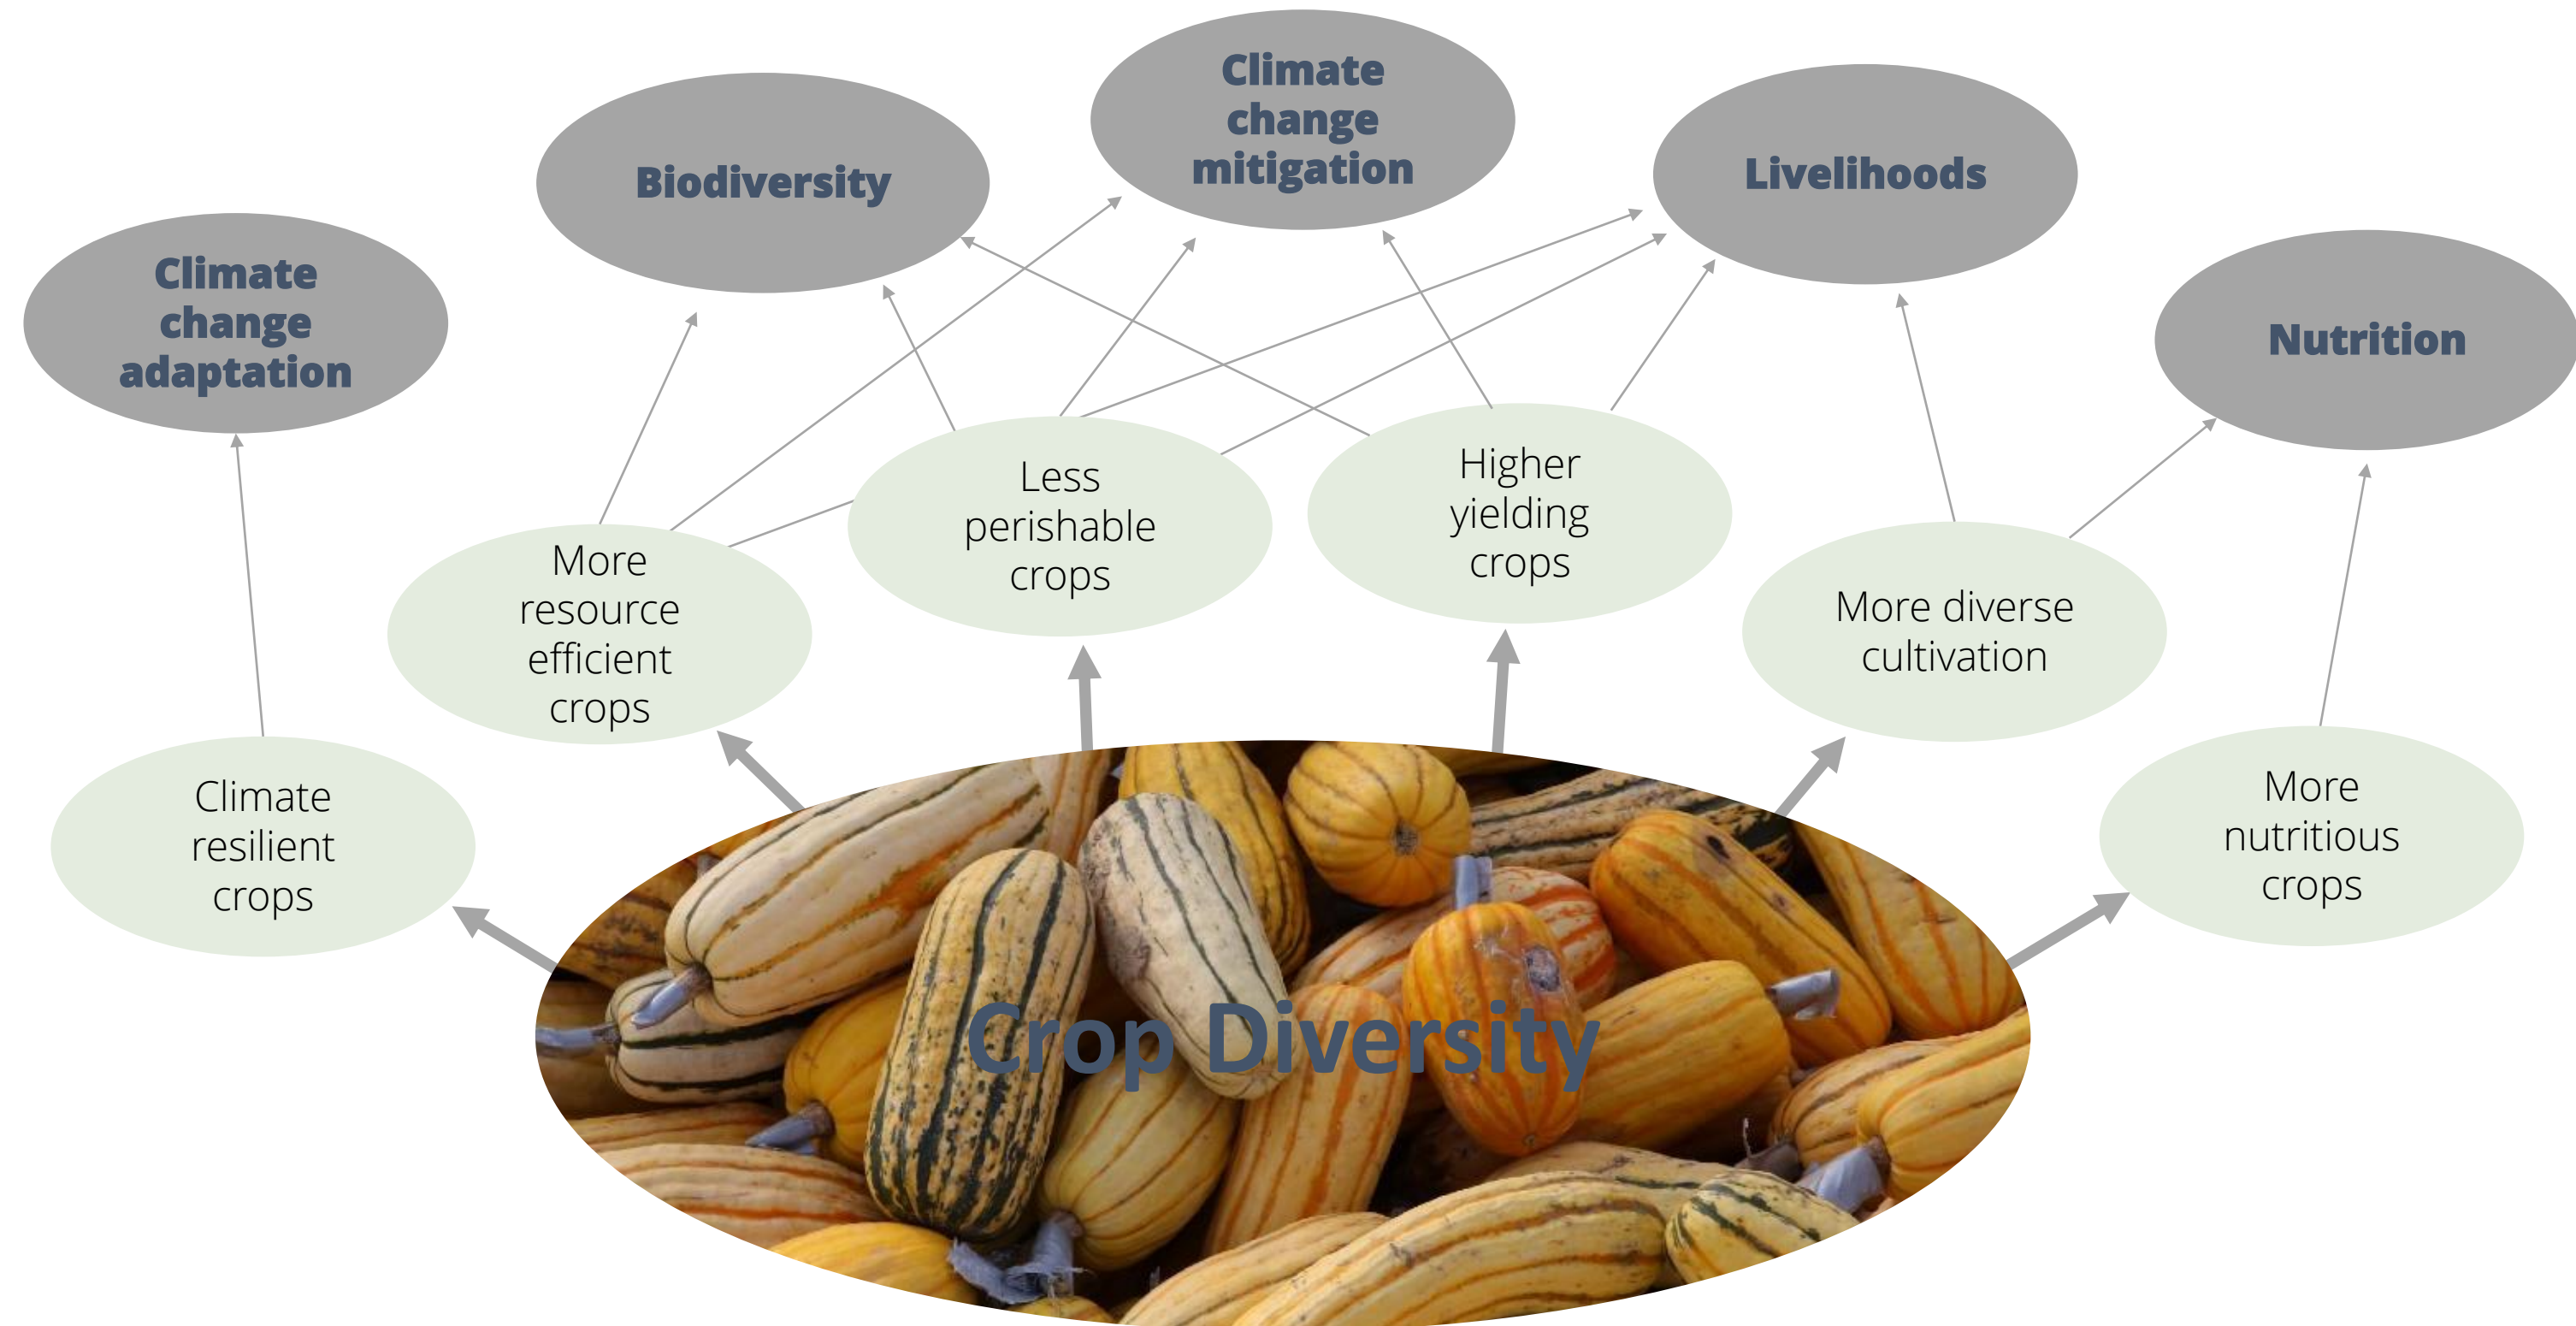 Climate
change
mitigation
Biodiversity
Livelihoods
Climate
change
adaptation
Nutrition
Less
perishable
crops
Higher
yielding
crops
More
resource
efficient
crops
More diverse
cultivation
Climate
resilient
crops
More
nutritious
crops
Crop Diversity